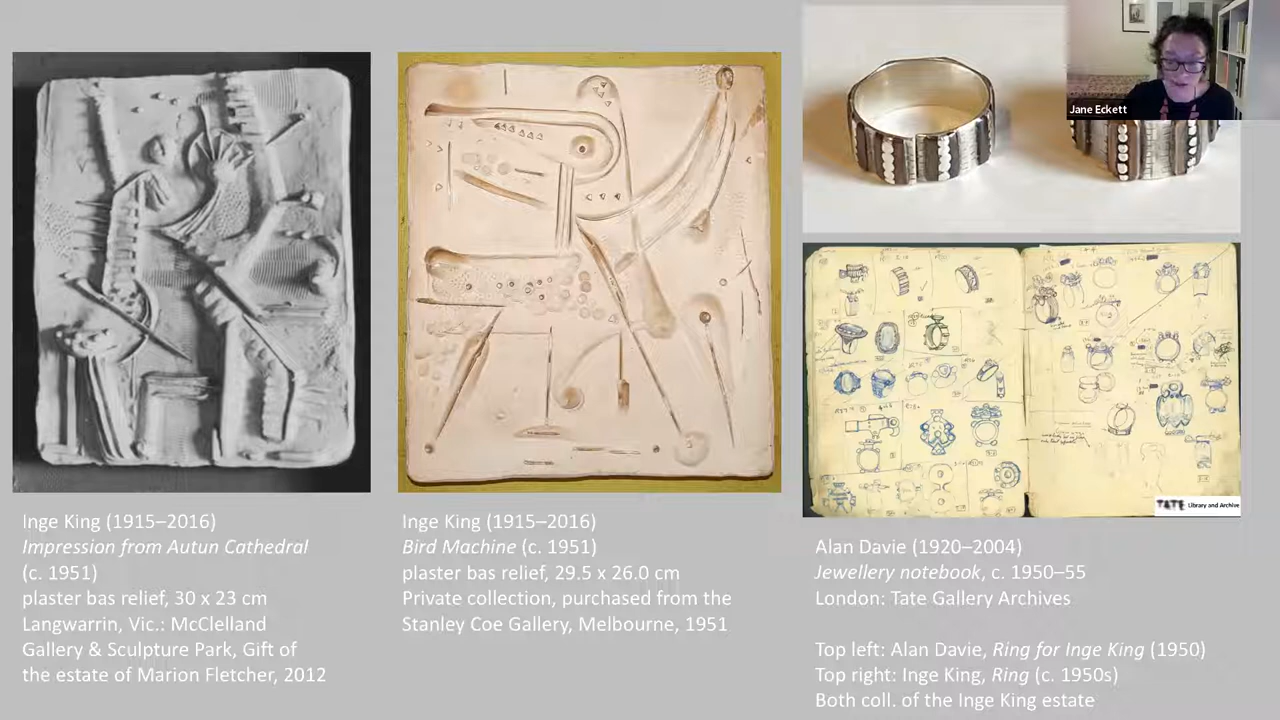 Jane Eckett
TATE Library and Archive
Inge King (1915–2016)
Impression from Autun Cathedral
(c. 1951)
plaster bas relief, 30 x 23 cm
Langwarrin, Vic.: McClelland
Gallery & Sculpture Park, Gift of
the estate of Marion Fletcher, 2012
Inge King (1915–2016)
Bird Machine (c. 1951)
plaster bas relief, 29.5 x 26.0 cm
Private collection, purchased from the
Stanley Coe Gallery, Melbourne, 1951
Alan Davie (1920–2004)
Jewellery notebook, c. 1950–55
London: Tate Gallery Archives
Top left: Alan Davie, Ring for Inge King (1950)
Top right: Inge King, Ring (c. 1950s)
Both coll. of the Inge King estate